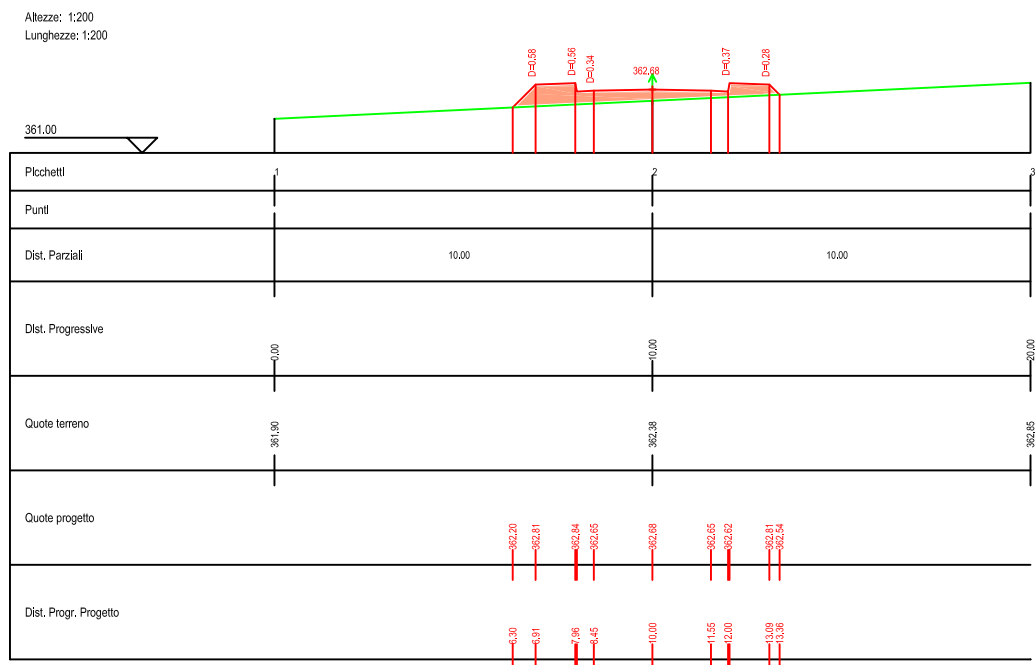 Altezze: 1:200
Lunghezze: 1:200
D=0.58
D=0.56
D=0.34
362.68
D=0.37
D=0.28
361.00
Picchetti
1
2
3
Punti
Dist. Parziali
10.00
10.00
Dist. Progressive
0.00
10.00
20.00
Quote terreno
361.90
362.38
362.85
Quote progetto
362.20
362.81
362.84
362.65
362.68
362.65
362.62
362.81
362.54
Dist. Progr. Progetto
6.30
6.91
7.96
8.45
10.00
11.55
12.00
13.09
13.36